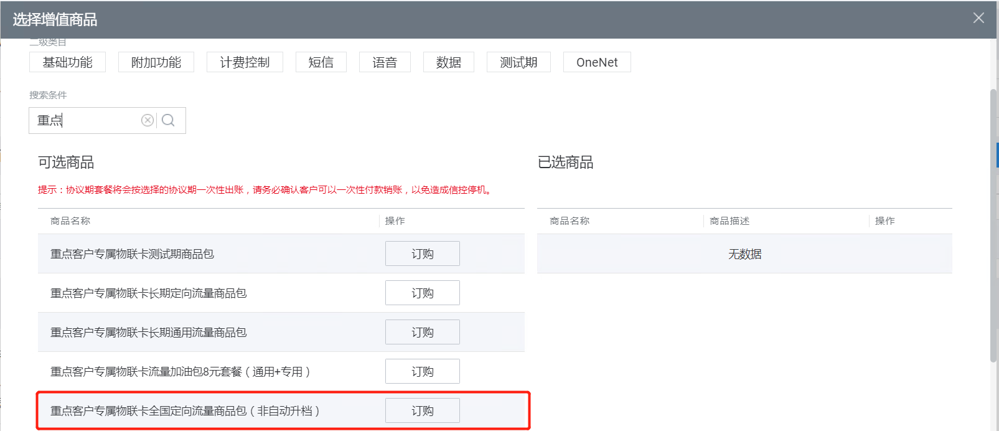 选择增值商品
二级类目
基础功能 附加功能 计费控制 短信 语音 数据 测试期 OneNet
搜索条件
重点
可选商品
已选商品
提示：协议期套餐将会按选择的协议期一次性出账，请务必确认客户可以一次性付款销账，以免造成信控停机。
商品名称 操作
商品名称 商品描述 操作
重点客户专属物联卡测试期商品包 订购
无数据
重点客户专属物联卡长期定向流量商品包 订购
重点客户专属物联卡长期通用流量商品包 订购
重点客户专属物联卡流量加油包8元套餐（通用+专用） 订购
重点客户专属物联卡全国定向流量商品包（非自动升档） 订购